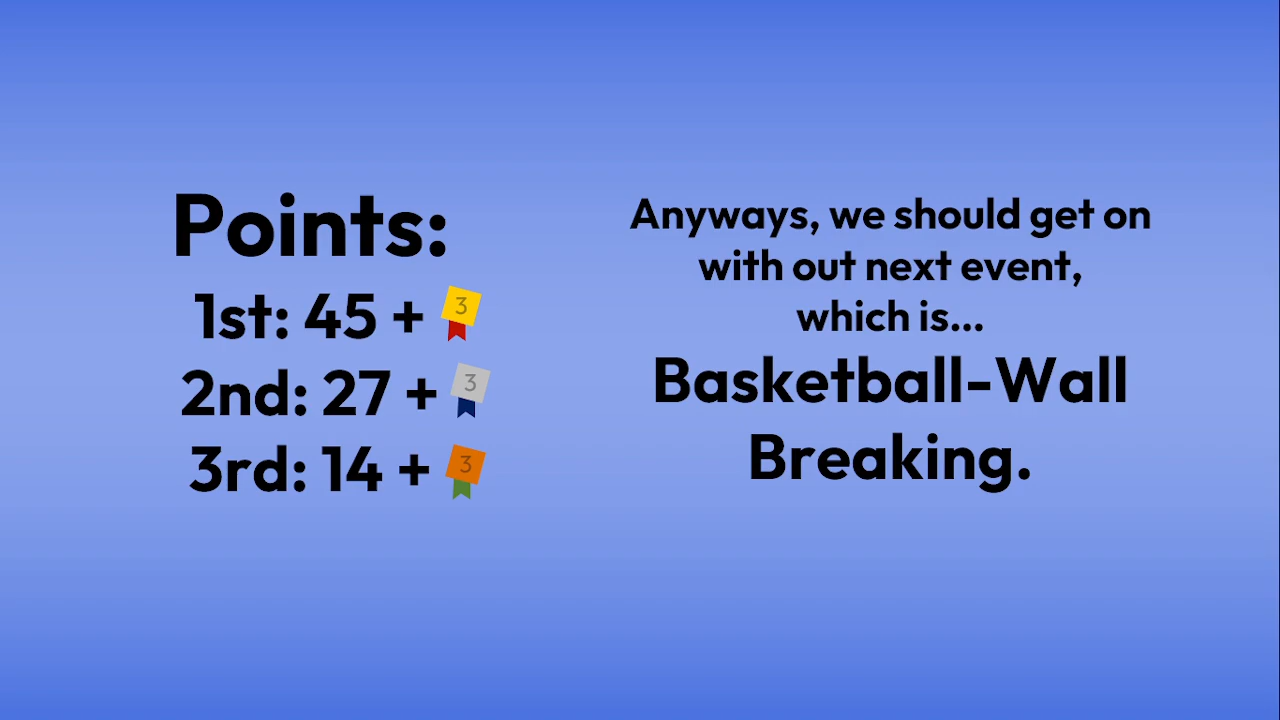 Points:
1st: 45 + 3
2nd: 27 + 3
3rd: 14 + 3
Anyways, we should get on
with out next event,
which is...
Basketball-Wall
Breaking.